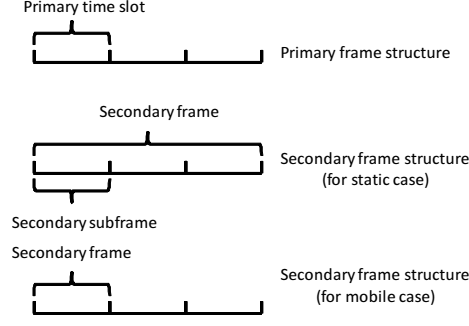 Primary time slot
Primary frame structure
Secondary frame
Secondary frame structure
(for static case)
Secondary subframe
Secondary frame
Secondary frame structure
(for mobile case)